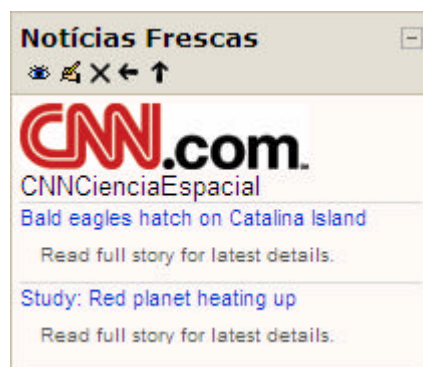 Notícias Frescas
CNN.com
CNNCienciaEspacial
Bald eagles hatch on Catalina Island
Read full story for latest details.
Study: Red planet heating up
Read full story for latest details.